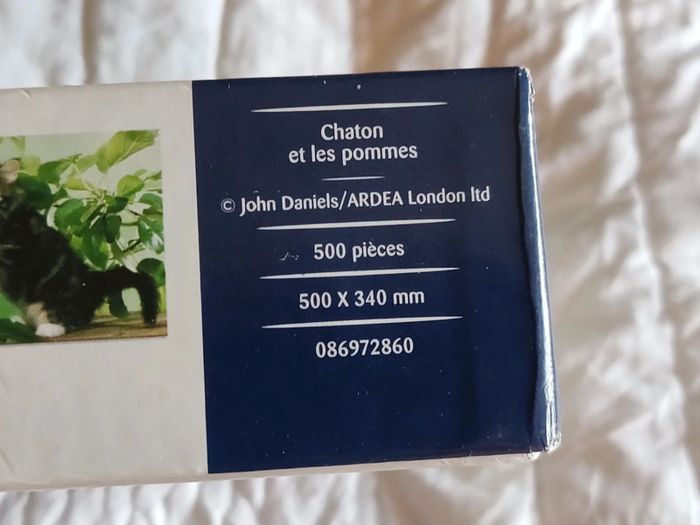 Chaton
et les pommes
© John Daniels/ARDEA London ltd
500 pièces
500 X 340 mm
086972860